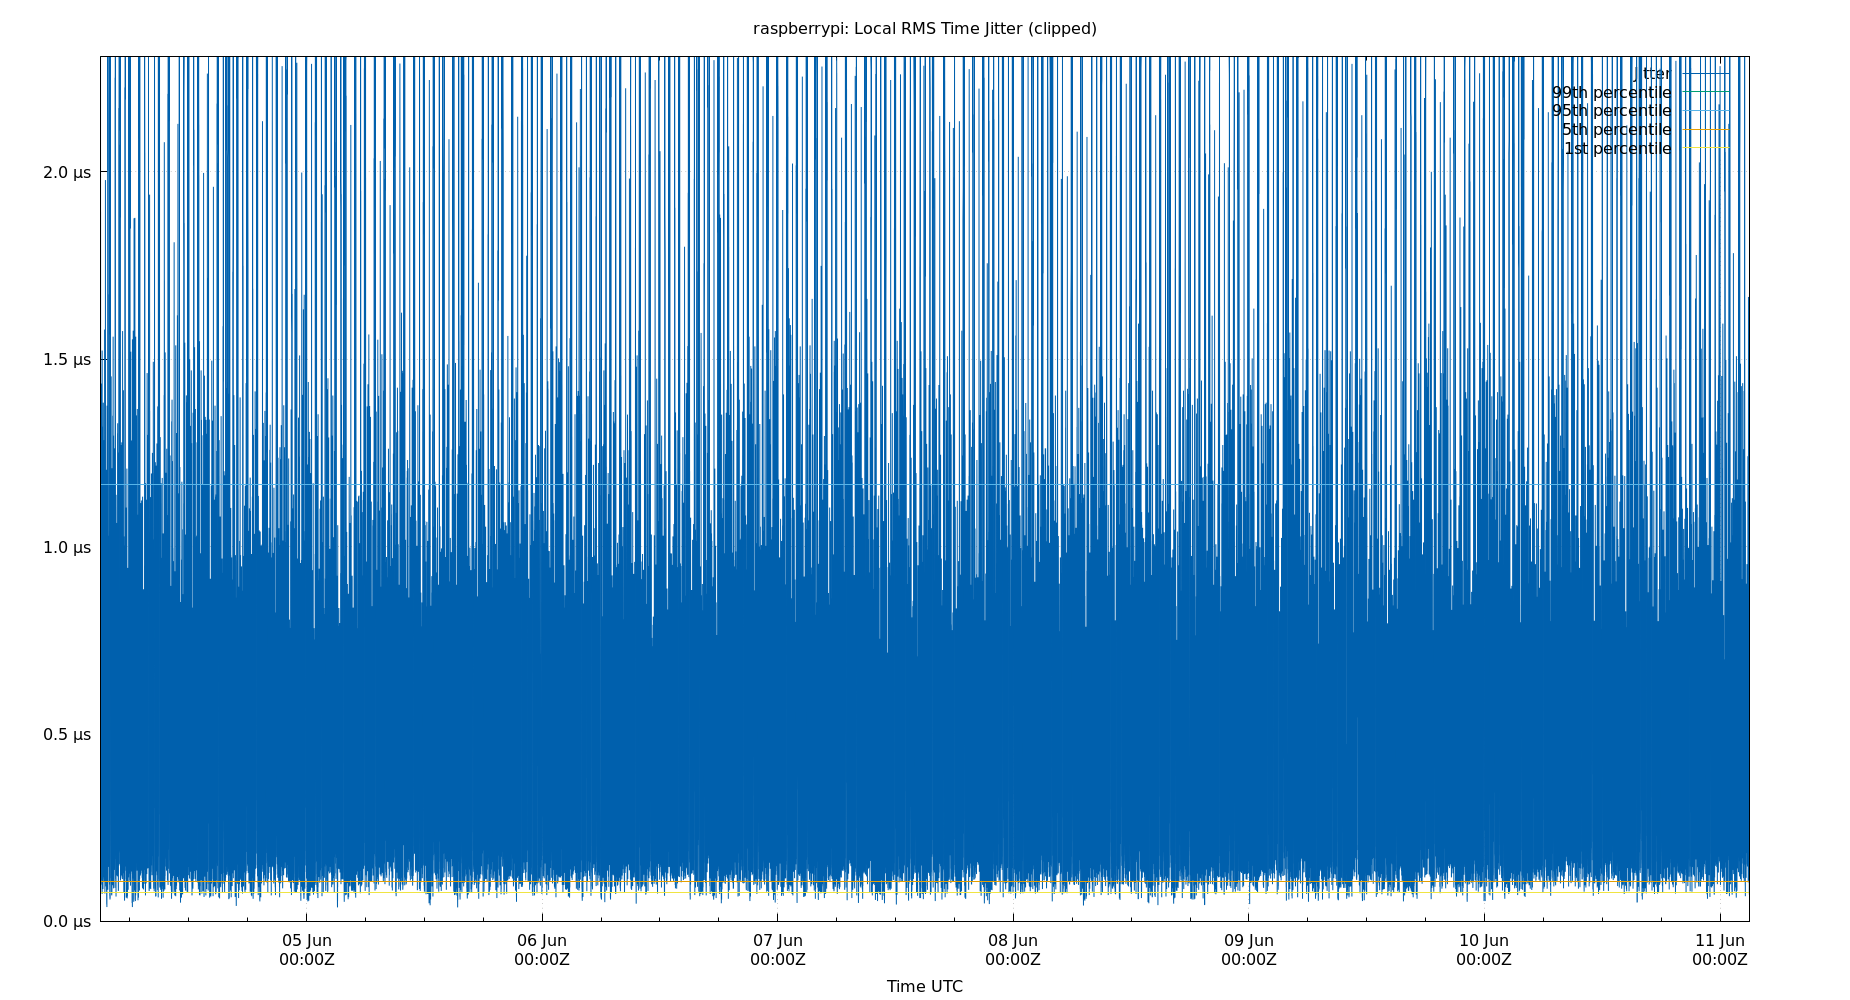 raspberrypi: Local RMS Time Jitter (clipped)
jitter
99th percentile
95th percentile
5th percentile
1st percentile
2.0 μs
1.5 μs
1.0 μs
0.5 μs
0.0 μs
05 Jun 06 Jun 07 Jun 08 Jun 09 Jun 10 Jun 11 Jun
00:00Z 00:00Z 00:00Z 00:00Z 00:00Z 00:00Z 00:00Z
Time UTC